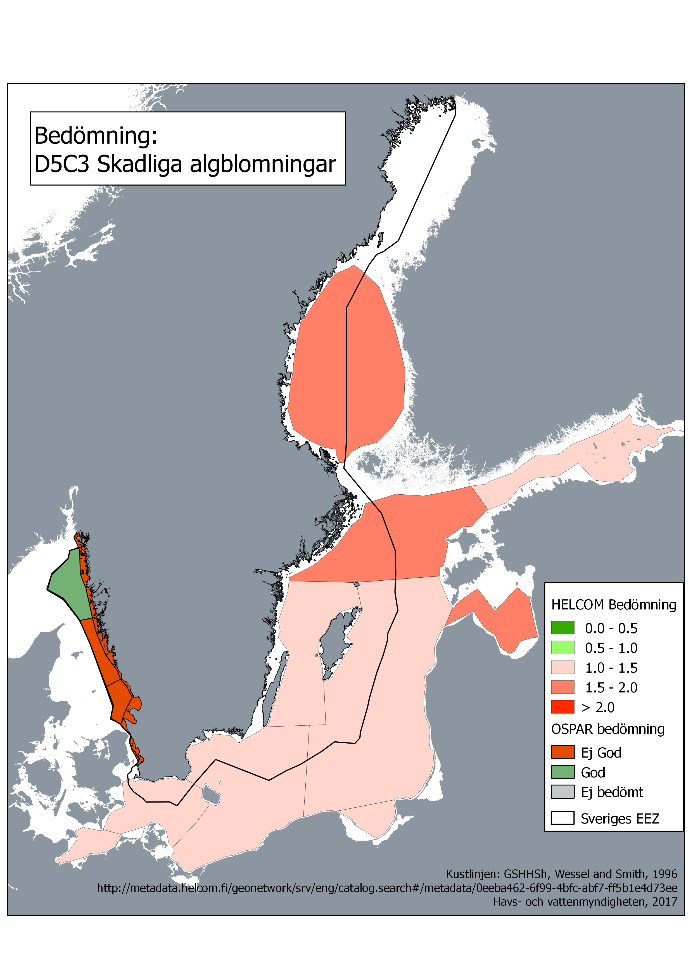 Bedömning:
D5C3 Skadliga algblomningar
HELCOM Bedömning
0.0 - 0.5
0.5 - 1.0
1.0 - 1.5
1.5 - 2.0
> 2.0
OSPAR bedömning
Ej God
God
Ej bedömt
Sveriges EEZ
Kustlinjen: GSHHSh, Wessel and Smith, 1996
http://metadata.helcom.fi/geonetwork/srv/eng/catalog.search#/metadata/0eeba462-6f99-4bfc-abf7-ff5b1e4d73ee
Havs- och vattenmyndigheten, 2017